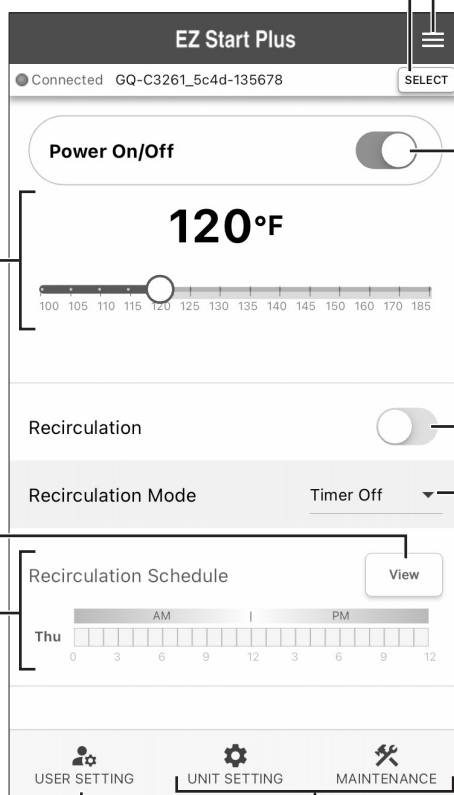 EZ Start Plus
Connected GQ-C3261_5c4d-135678 SELECT
Power On/Off
120°F
100 105 110 115 120 125 130 135 140 145 150 160 170 185
Recirculation
Recirculation Mode Timer Off
Recirculation Schedule View
AM | PM
Thu
0 3 6 9 12 3 6 9 12
USER SETTING UNIT SETTING MAINTENANCE